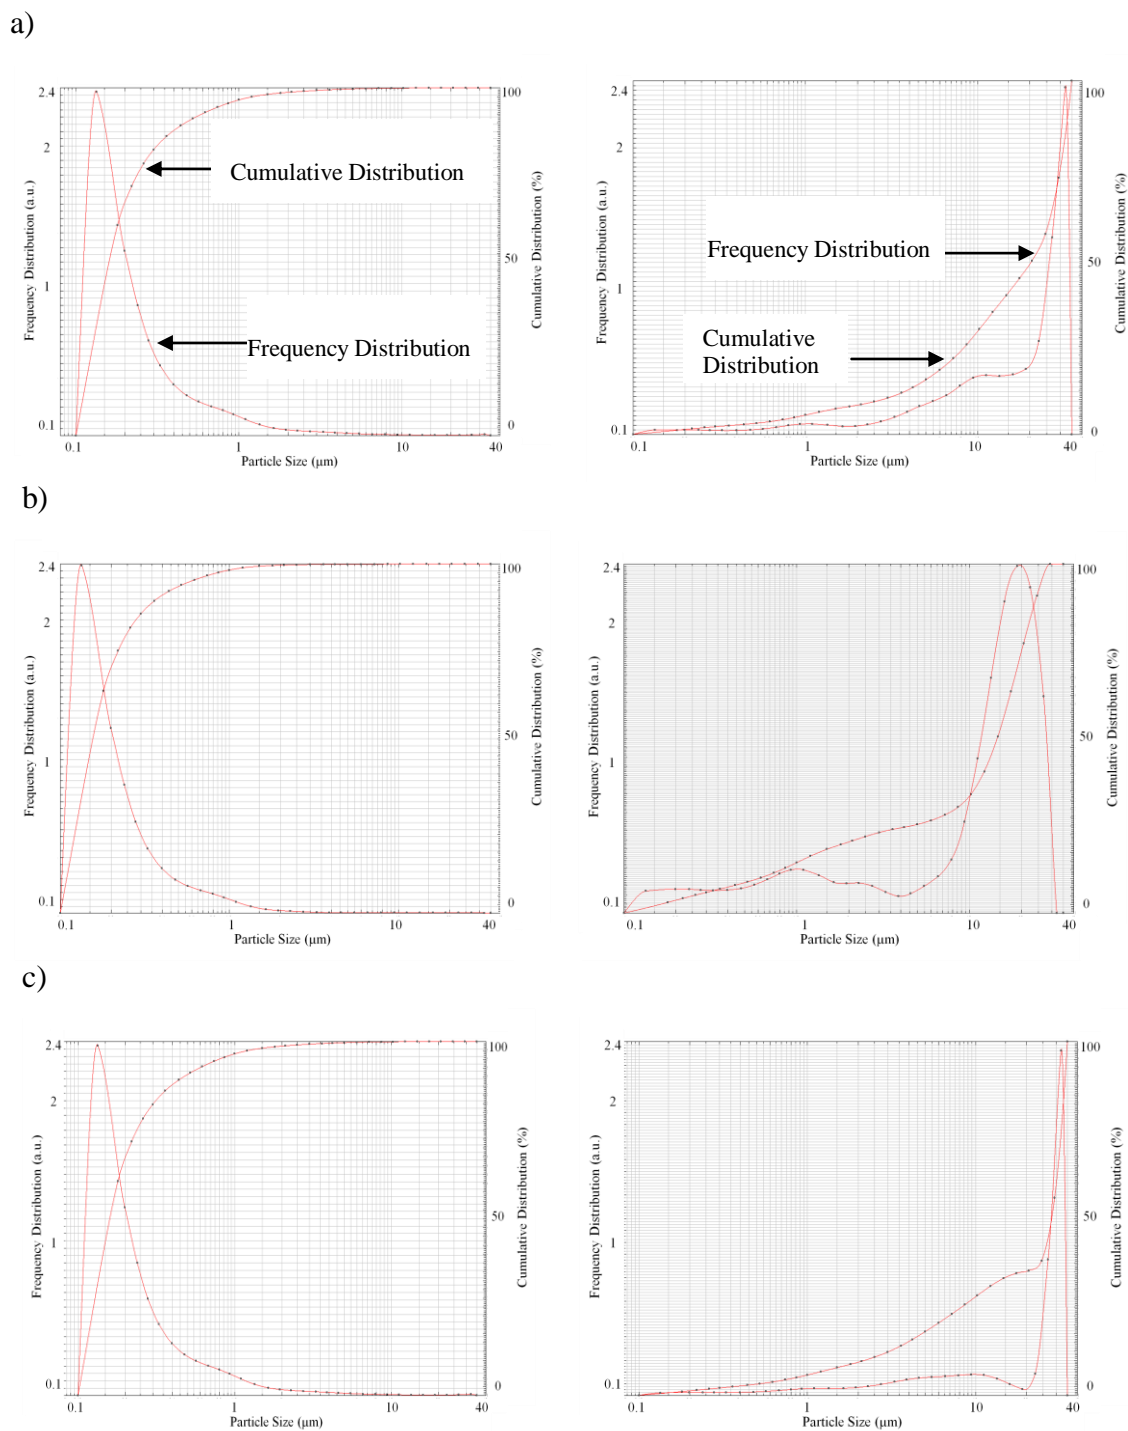 a)
2.4
2
1
0.1
Frequency Distribution (a.u.)
100
50
0
Cumulative Distribution (%)
Cumulative Distribution
Frequency Distribution
0.1
1
10
40
Particle Size (µm)
2.4
2
1
0.1
Frequency Distribution (a.u.)
100
50
0
Cumulative Distribution (%)
Frequency Distribution
Cumulative
Distribution
0.1
1
10
40
Particle Size (µm)
b)
2.4
2
1
0.1
Frequency Distribution (a.u.)
100
50
0
Cumulative Distribution (%)
0.1
1
10
40
Particle Size (µm)
2.4
2
1
0.1
Frequency Distribution (a.u.)
100
50
0
Cumulative Distribution (%)
0.1
1
10
40
Particle Size (µm)
c)
2.4
2
1
0.1
Frequency Distribution (a.u.)
100
50
0
Cumulative Distribution (%)
0.1
1
10
40
Particle Size (µm)
2.4
2
1
0.1
Frequency Distribution (a.u.)
100
50
0
Cumulative Distribution (%)
0.1
1
10
40
Particle Size (µm)